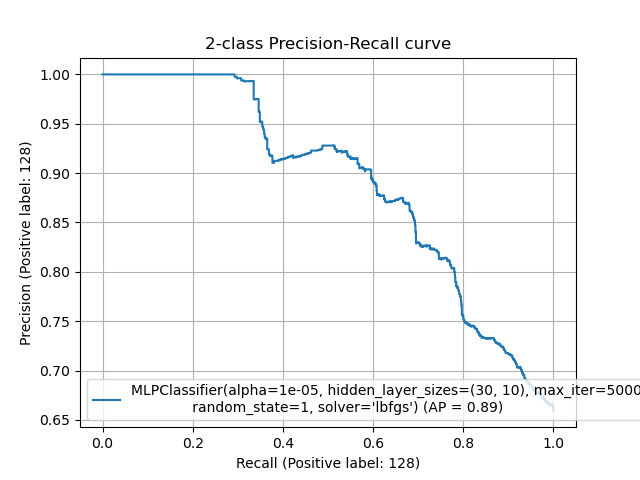 2-class Precision-Recall curve
1.00
0.95
0.90
0.85
0.80
0.75
0.70
0.65
Precision (Positive label: 128)
MLPClassifier(alpha=1e-05, hidden_layer_sizes=(30, 10), max_iter=5000
random_state=1, solver='lbfgs') (AP = 0.89)
0.0 0.2 0.4 0.6 0.8 1.0
Recall (Positive label: 128)